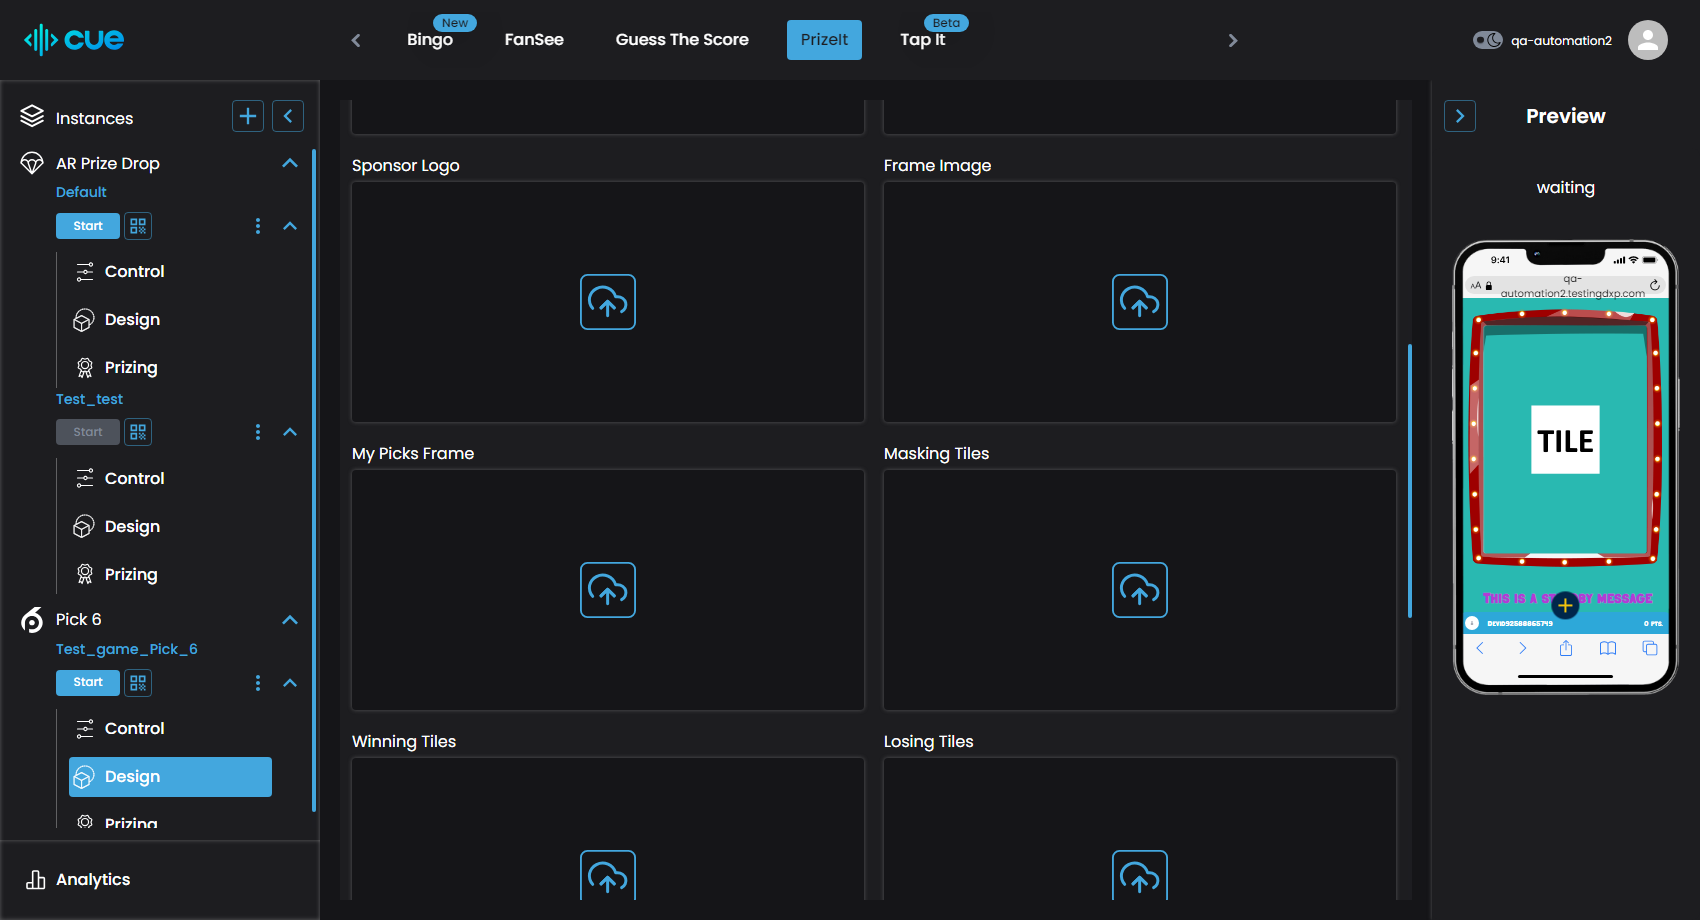 cue
New
Bingo
FanSee
Guess The Score
PrizeIt
Beta
Tap It
qa-automation2
Instances
AR Prize Drop
Default
Start
Control
Design
Prizing
Test_test
Start
Control
Design
Prizing
Pick 6
Test_game_Pick_6
Start
Control
Design
Prizing
Analytics
Sponsor Logo
Frame Image
My Picks Frame
Masking Tiles
Winning Tiles
Losing Tiles
Preview
waiting
9:41
AA
qa-
automation2.testingdxp.com
TILE
THIS IS A ST BY MESSAGE
0 PTS.